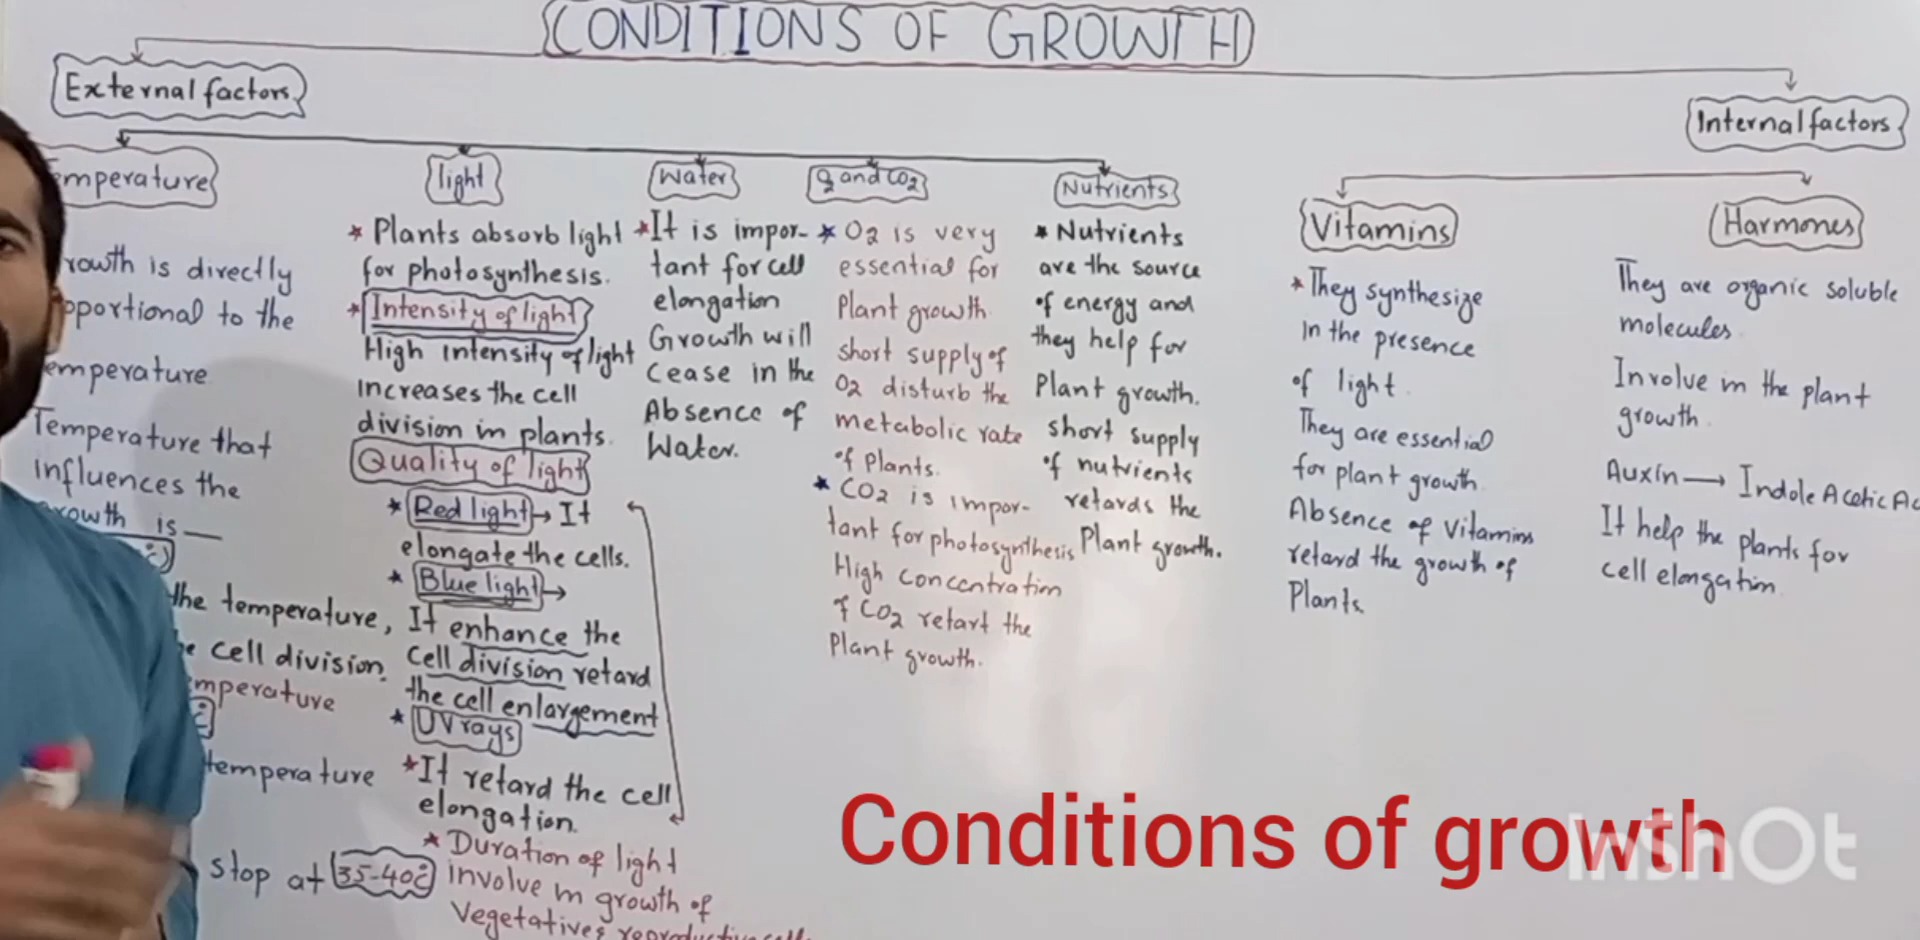 CONDITIONS OF GROWTH
External factors.
Internal factors
emperature
rowth is directly
portional to the
emperature
Temperature that
influences the
rowth is —
the temperature,
cell division.
mperature
temperature
stop at 35-40c̊
light
* Plants absorb light
for photosynthesis.
* Intensity of light
High intensity of light
increases the cell
division in plants.
Quality of light
* Red light → It
elongate the cells.
* Blue light →
It enhance the
cell division retard
the cell enlargement
* UV rays
* It retard the cell
elongation.
* Duration of light
involve in growth of
Vegetative &
Water
* It is impor-
tant for cell
elongation
Growth will
cease in the
Absence of
Water.
O2 and CO2
* O2 is very
essential for
Plant growth
short supply of
O2 disturb the
metabolic rate
of Plants.
* CO2 is impor-
tant for photosynthesis
High concentration
of CO2 retart the
Plant growth.
Nutrients
* Nutrients
are the source
of energy and
they help for
Plant growth.
short supply
of nutrients
retards the
Plant growth.
Vitamins
* They synthesize
in the presence
of light.
They are essential
for plant growth
Absence of Vitamins
retard the growth of
Plants.
Harmones
They are organic soluble
molecules.
Involve in the plant
growth.
Auxin → Indole Acetic Ac
It help the plants for
cell elongation
Conditions of growth
InshOt